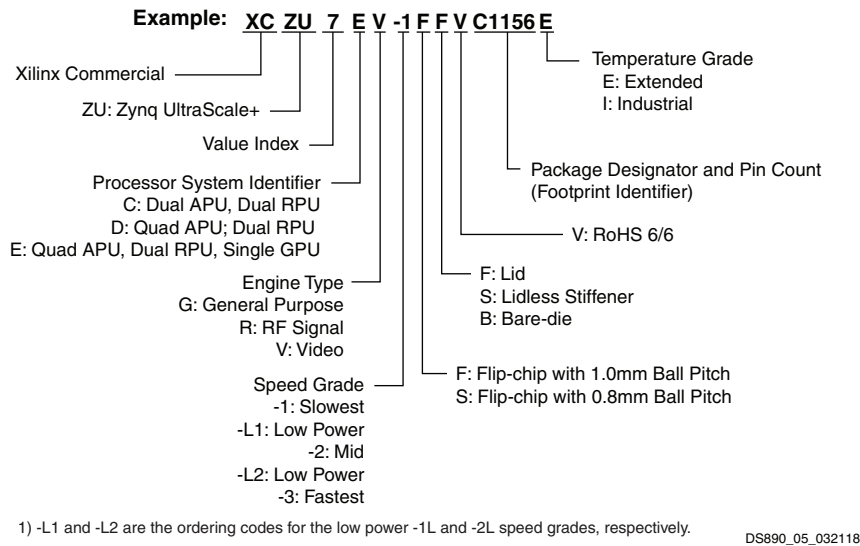 Example: XC ZU 7 E V -1 F F V C1156 E
Xilinx Commercial
ZU: Zynq UltraScale+
Value Index
Processor System Identifier
C: Dual APU, Dual RPU
D: Quad APU; Dual RPU
E: Quad APU, Dual RPU, Single GPU
Engine Type
G: General Purpose
R: RF Signal
V: Video
Speed Grade
-1: Slowest
-L1: Low Power
-2: Mid
-L2: Low Power
-3: Fastest
Temperature Grade
E: Extended
I: Industrial
Package Designator and Pin Count
(Footprint Identifier)
V: RoHS 6/6
F: Lid
S: Lidless Stiffener
B: Bare-die
F: Flip-chip with 1.0mm Ball Pitch
S: Flip-chip with 0.8mm Ball Pitch
1) -L1 and -L2 are the ordering codes for the low power -1L and -2L speed grades, respectively.
DS890_05_032118